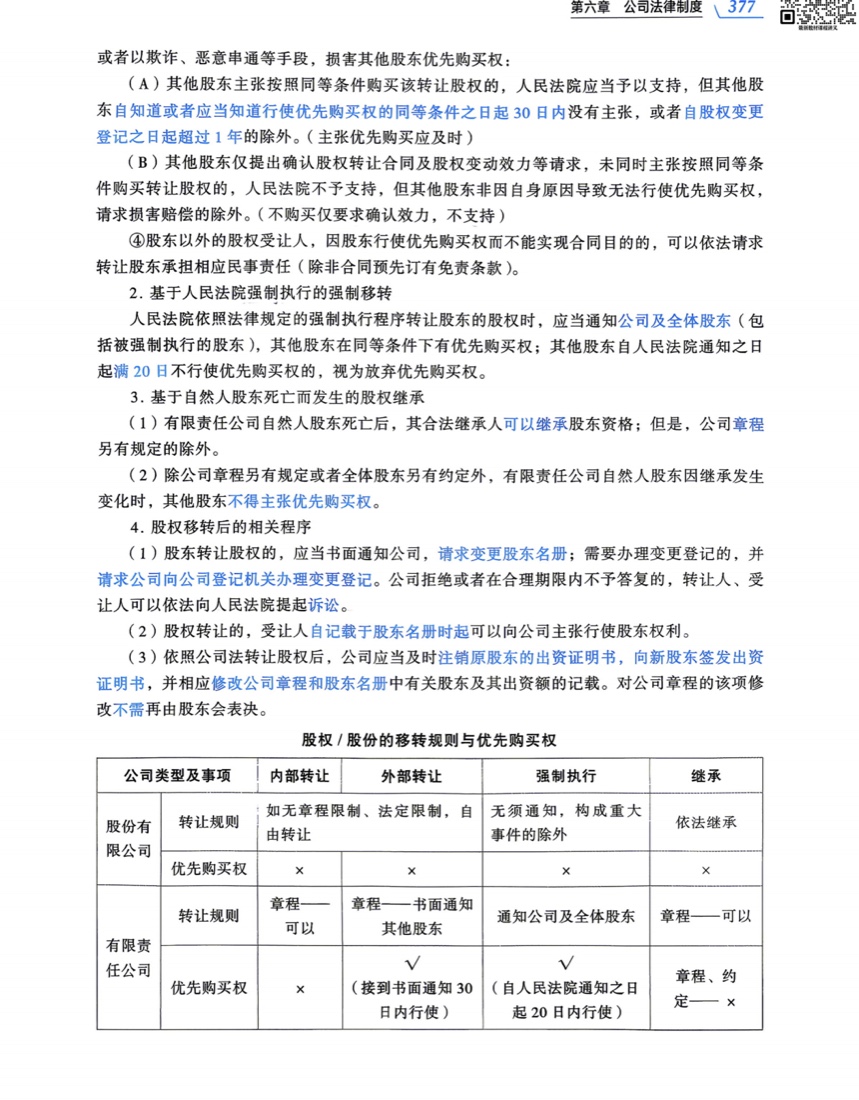 第六章 公司法律制度 377
或者以欺诈、恶意串通等手段，损害其他股东优先购买权：
（A）其他股东主张按照同等条件购买该转让股权的，人民法院应当予以支持，但其他股
东自知道或者应当知道行使优先购买权的同等条件之日起 30 日内没有主张，或者自股权变更
登记之日起超过 1 年的除外。（主张优先购买应及时）
（B）其他股东仅提出确认股权转让合同及股权变动效力等请求，未同时主张按照同等条
件购买转让股权的，人民法院不予支持，但其他股东非因自身原因导致无法行使优先购买权，
请求损害赔偿的除外。（不购买仅要求确认效力，不支持）
④股东以外的股权受让人，因股东行使优先购买权而不能实现合同目的的，可以依法请求
转让股东承担相应民事责任（除非合同预先订有免责条款）。
2. 基于人民法院强制执行的强制移转
人民法院依照法律规定的强制执行程序转让股东的股权时，应当通知公司及全体股东（包
括被强制执行的股东），其他股东在同等条件下有优先购买权；其他股东自人民法院通知之日
起满 20 日不行使优先购买权的，视为放弃优先购买权。
3. 基于自然人股东死亡而发生的股权继承
（1）有限责任公司自然人股东死亡后，其合法继承人可以继承股东资格；但是，公司章程
另有规定的除外。
（2）除公司章程另有规定或者全体股东另有约定外，有限责任公司自然人股东因继承发生
变化时，其他股东不得主张优先购买权。
4. 股权移转后的相关程序
（1）股东转让股权的，应当书面通知公司，请求变更股东名册；需要办理变更登记的，并
请求公司向公司登记机关办理变更登记。公司拒绝或者在合理期限内不予答复的，转让人、受
让人可以依法向人民法院提起诉讼。
（2）股权转让的，受让人自记载于股东名册时起可以向公司主张行使股东权利。
（3）依照公司法转让股权后，公司应当及时注销原股东的出资证明书，向新股东签发出资
证明书，并相应修改公司章程和股东名册中有关股东及其出资额的记载。对公司章程的该项修
改不需再由股东会表决。
股权 / 股份的移转规则与优先购买权
公司类型及事项 内部转让 外部转让 强制执行 继承
股份有
限公司
转让规则
如无章程限制、法定限制，自
由转让
无须通知，构成重大
事件的除外
依法继承
优先购买权 × × × ×
有限责
任公司
转让规则
章程——
可以
章程——书面通知
其他股东
通知公司及全体股东
章程——可以
优先购买权
×
√
（接到书面通知 30
日内行使）
√
（自人民法院通知之日
起 20 日内行使）
章程、约
定—— ×